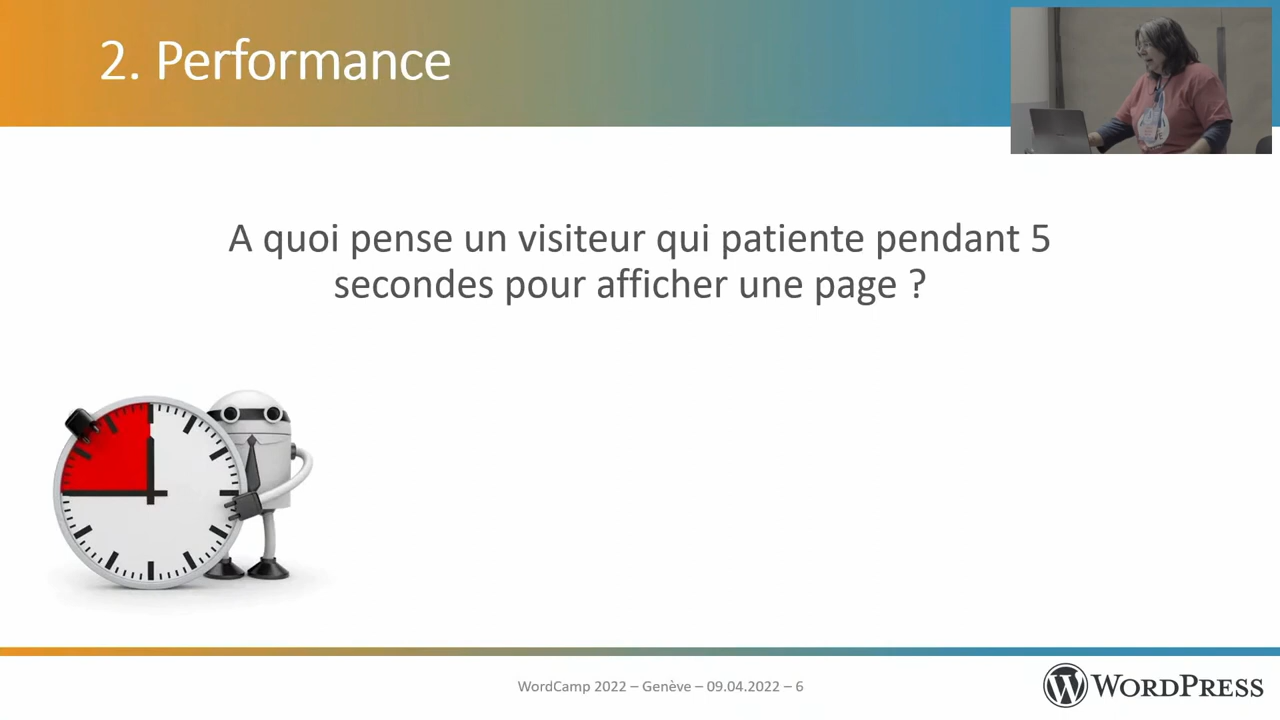 2. Performance
A quoi pense un visiteur qui patiente pendant 5
secondes pour afficher une page ?
WordCamp 2022 – Genève – 09.04.2022 – 6
WORDPRESS